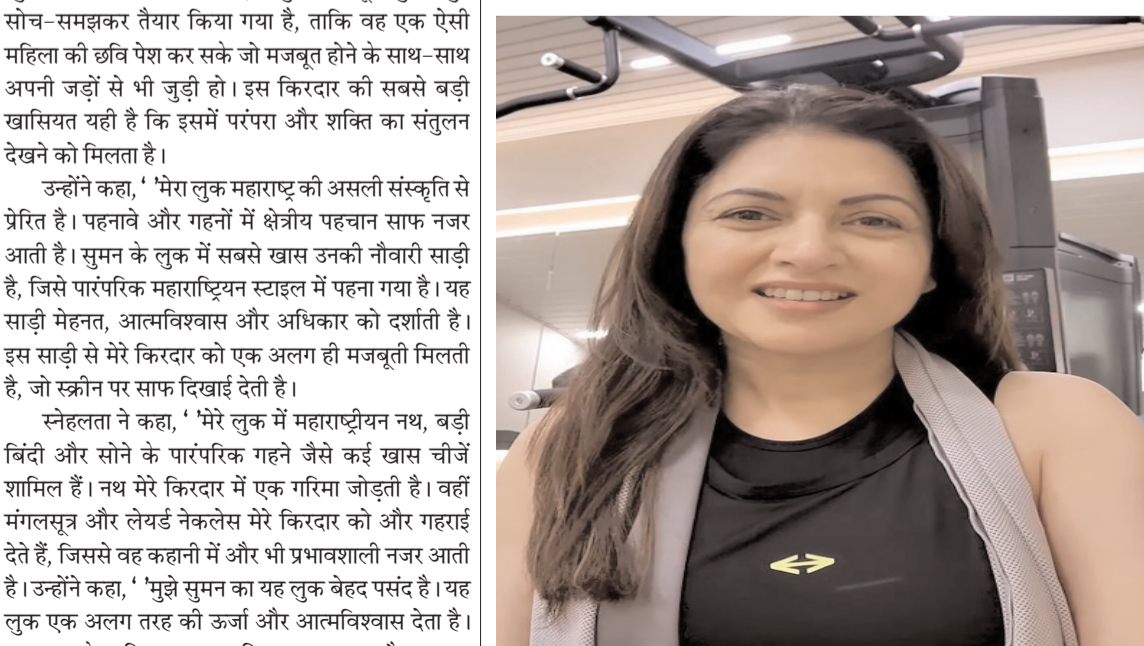 सोच-समझकर तैयार किया गया है, ताकि वह एक ऐसी
महिला की छवि पेश कर सके जो मजबूत होने के साथ-साथ
अपनी जड़ों से भी जुड़ी हो। इस किरदार की सबसे बड़ी
खासियत यही है कि इसमें परंपरा और शक्ति का संतुलन
देखने को मिलता है।
उन्होंने कहा, ‘ ’मेरा लुक महाराष्ट्र की असली संस्कृति से
प्रेरित है। पहनावे और गहनों में क्षेत्रीय पहचान साफ नजर
आती है। सुमन के लुक में सबसे खास उनकी नौवारी साड़ी
है, जिसे पारंपरिक महाराष्ट्रियन स्टाइल में पहना गया है। यह
साड़ी मेहनत, आत्मविश्वास और अधिकार को दर्शाती है।
इस साड़ी से मेरे किरदार को एक अलग ही मजबूती मिलती
है, जो स्क्रीन पर साफ दिखाई देती है।
स्नेहलता ने कहा, ‘ ’मेरे लुक में महाराष्ट्रीयन नथ, बड़ी
बिंदी और सोने के पारंपरिक गहने जैसे कई खास चीजें
शामिल हैं। नथ मेरे किरदार में एक गरिमा जोड़ती है। वहीं
मंगलसूत्र और लेयर्ड नेकलेस मेरे किरदार को और गहराई
देते हैं, जिससे वह कहानी में और भी प्रभावशाली नजर आती
है। उन्होंने कहा, ‘ ’मुझे सुमन का यह लुक बेहद पसंद है। यह
लुक एक अलग तरह की ऊर्जा और आत्मविश्वास देता है।